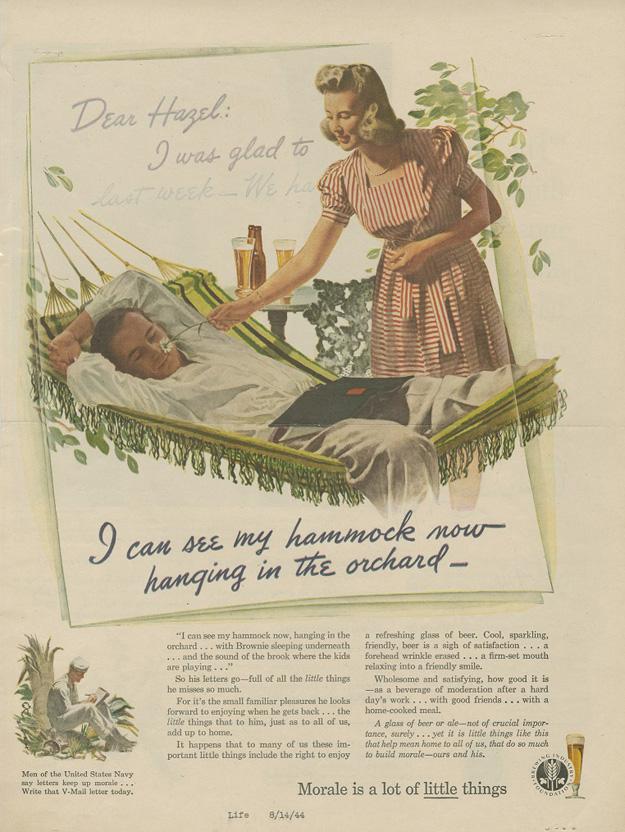 Dear Hazel:
I was glad to
last week— We ha
I can see my hammock now
hanging in the orchard—
"I can see my hammock now, hanging in the
orchard . . . with Brownie sleeping underneath
. . . and the sound of the brook where the kids
are playing . . ."
So his letters go—full of all the little things
he misses so much.
For it's the small familiar pleasures he looks
forward to enjoying when he gets back . . . the
little things that to him, just as to all of us,
add up to home.
It happens that to many of us these im-
portant little things include the right to enjoy
a refreshing glass of beer. Cool, sparkling,
friendly, beer is a sigh of satisfaction . . . a
forehead wrinkle erased . . . a firm-set mouth
relaxing into a friendly smile.
Wholesome and satisfying, how good it is
—as a beverage of moderation after a hard
day's work . . . with good friends . . . with a
home-cooked meal.
A glass of beer or ale—not of crucial impor-
tance, surely . . . yet it is little things like this
that help mean home to all of us, that do so much
to build morale—ours and his.
Men of the United States Navy
say letters keep up morale . . .
Write that V-Mail letter today.
Morale is a lot of little things
BREWING INDUSTRY FOUNDATION
Life 8/14/44